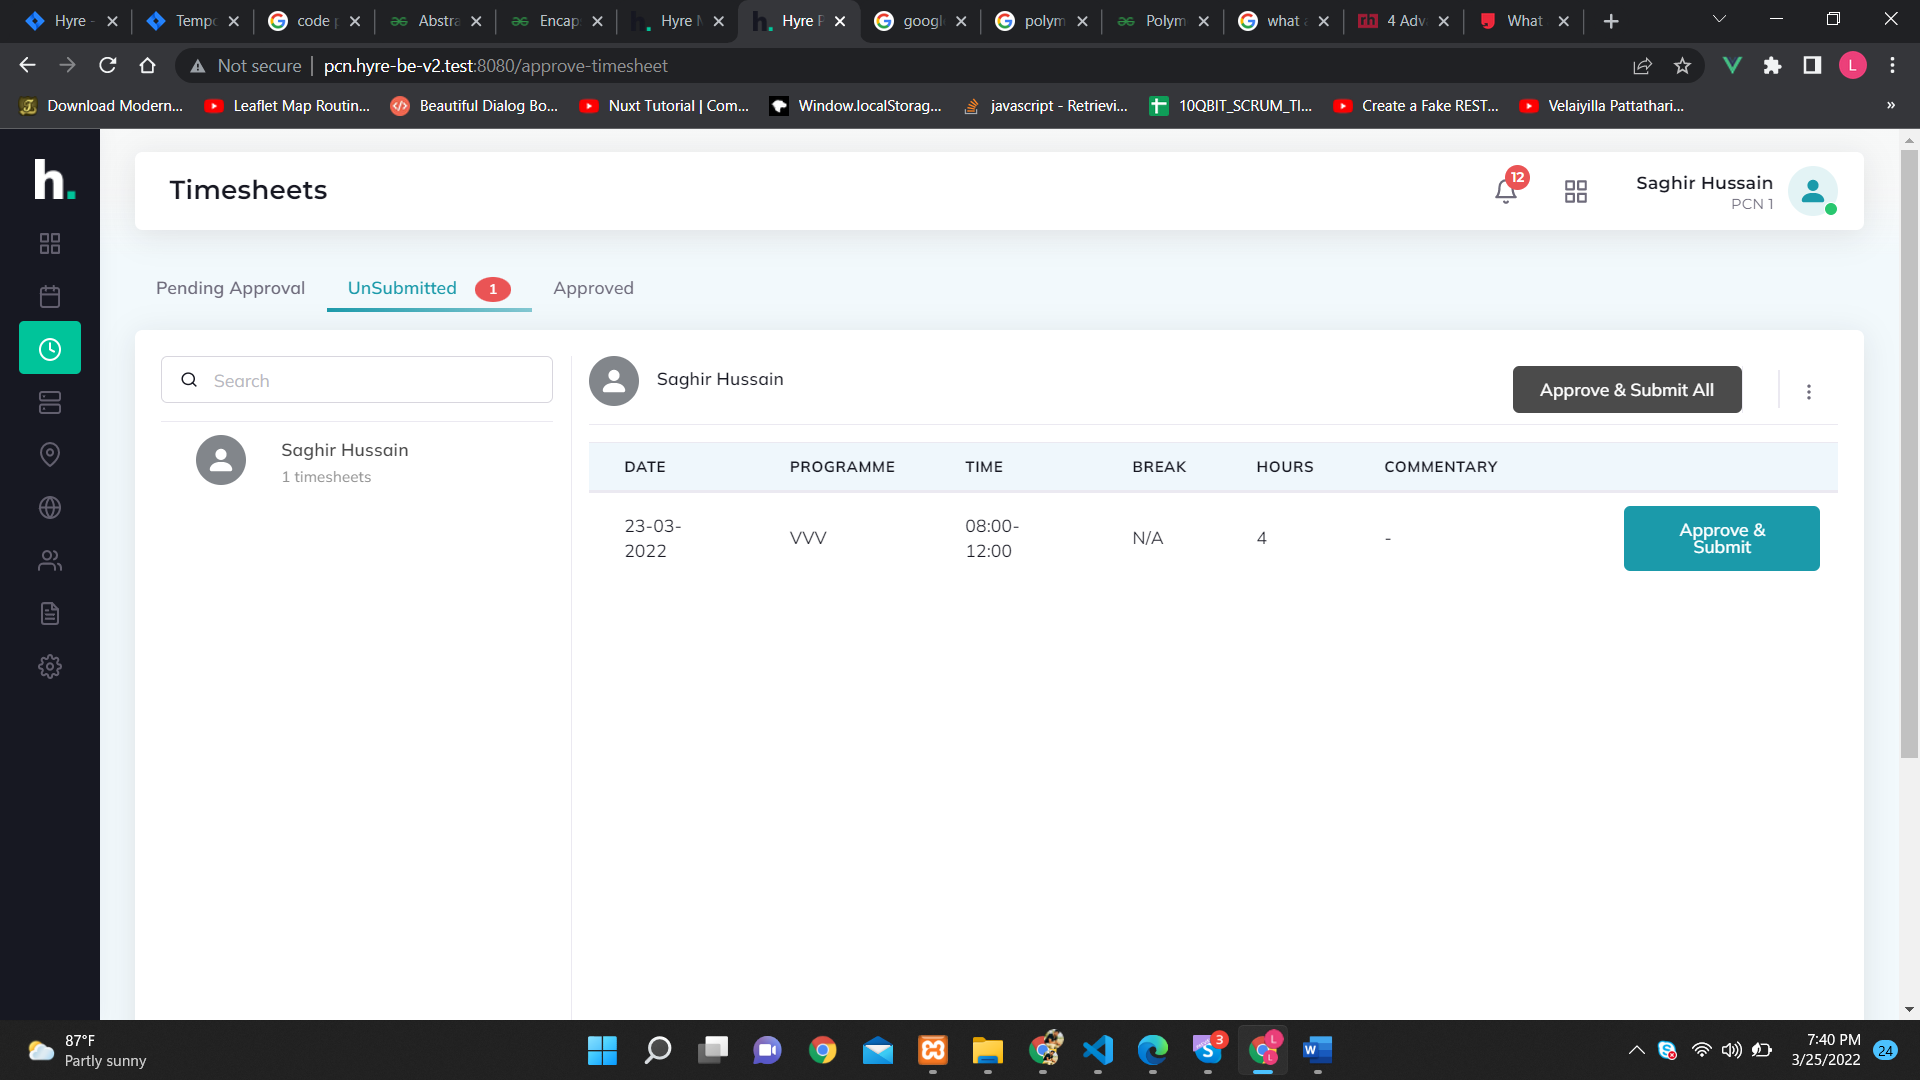 Hyre -
Tempo
code p
Abstra
Encap
Hyre M
Hyre P
googl
polym
Polym
what a
4 Adv
What
Not secure
pcn.hyre-be-v2.test:8080/approve-timesheet
L
Download Modern...
Leaflet Map Routin...
Beautiful Dialog Bo...
Nuxt Tutorial | Com...
Window.localStorag...
javascript - Retrievi...
10QBIT_SCRUM_TI...
Create a Fake REST...
Velaiyilla Pattathari...
»
h.
Timesheets
12
Saghir Hussain
PCN 1
Pending Approval
UnSubmitted 1
Approved
Search
Saghir Hussain
1 timesheets
Saghir Hussain
Approve & Submit All
DATE PROGRAMME TIME BREAK HOURS COMMENTARY
23-03-
2022
VVV
08:00-
12:00
N/A
4
-
Approve &
Submit
87°F
Partly sunny
3
7:40 PM
3/25/2022
24